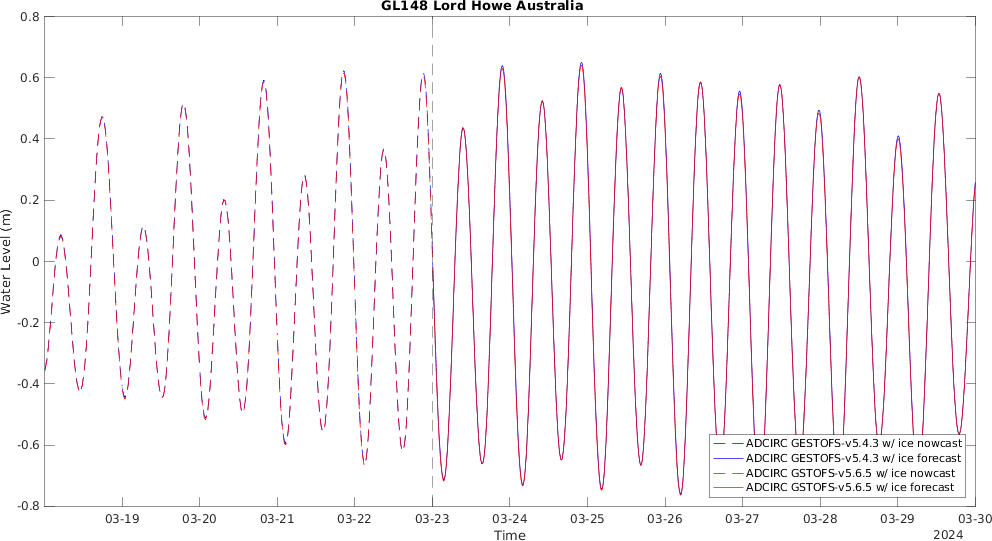 GL148 Lord Howe Australia
0.8
0.6
0.4
0.2
0
-0.2
-0.4
-0.6
-0.8
Water Level (m)
03-19 03-20 03-21 03-22 03-23 03-24 03-25 03-26 03-27 03-28 03-29 03-30
Time
2024
ADCIRC GESTOFS-v5.4.3 w/ ice nowcast
ADCIRC GESTOFS-v5.4.3 w/ ice forecast
ADCIRC GSTOFS-v5.6.5 w/ ice nowcast
ADCIRC GSTOFS-v5.6.5 w/ ice forecast